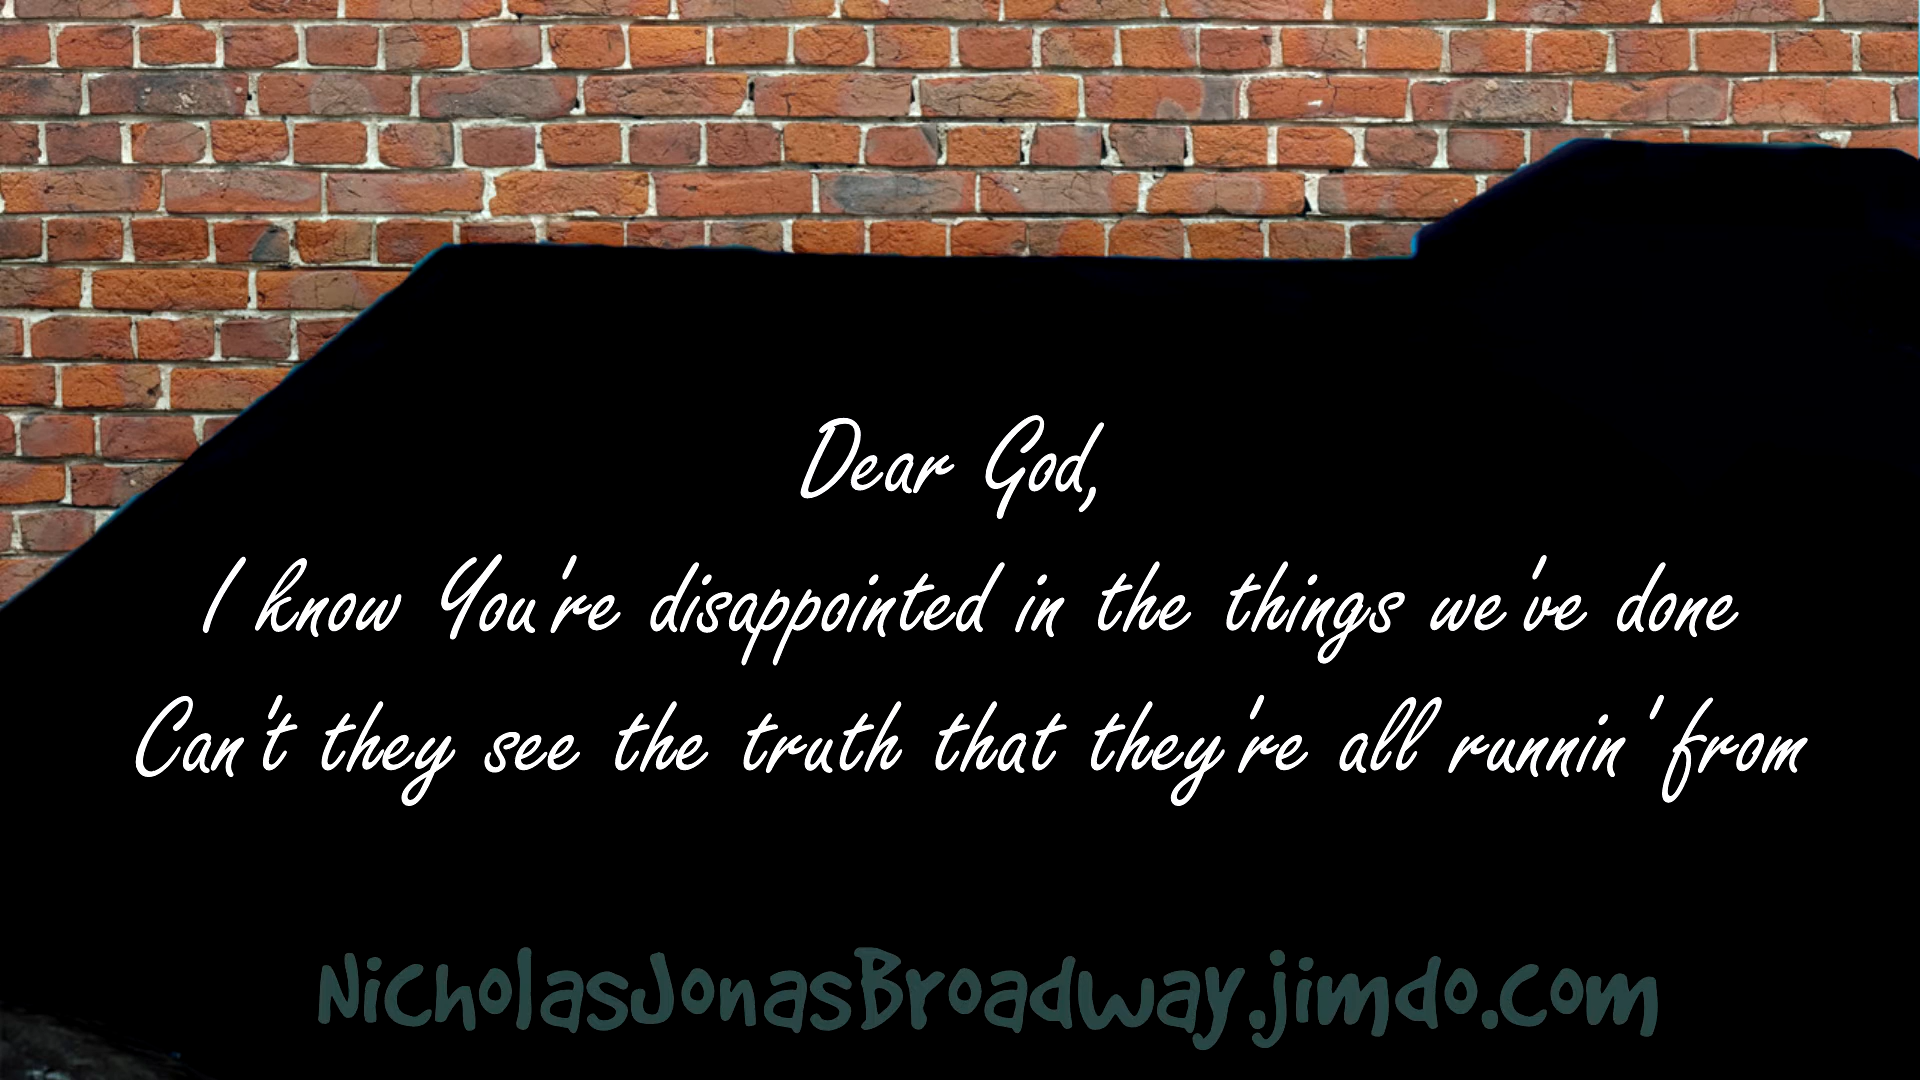 Dear God,
I know You're disappointed in the things we've done
Can't they see the truth that they're all runnin' from
NicholasJonasBroadway.jimdo.com